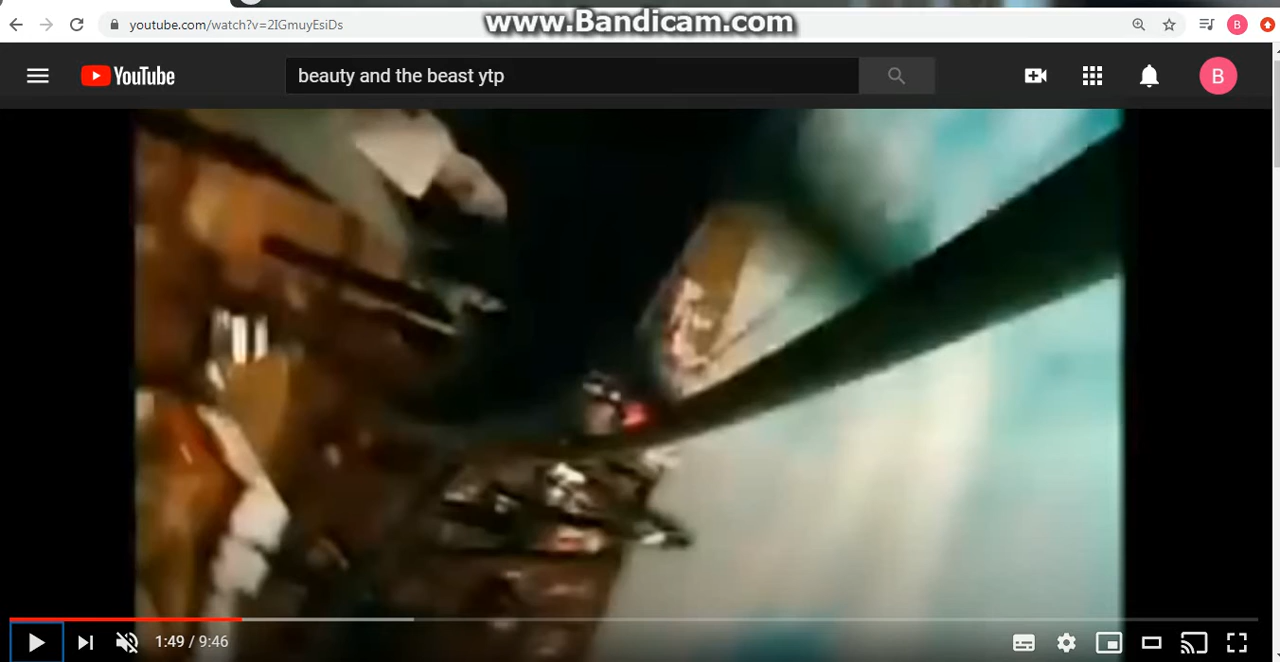 www.Bandicam.com
youtube.com/watch?v=2IGmuyEsiDs
B
YouTube
beauty and the beast ytp
B
1:49 / 9:46